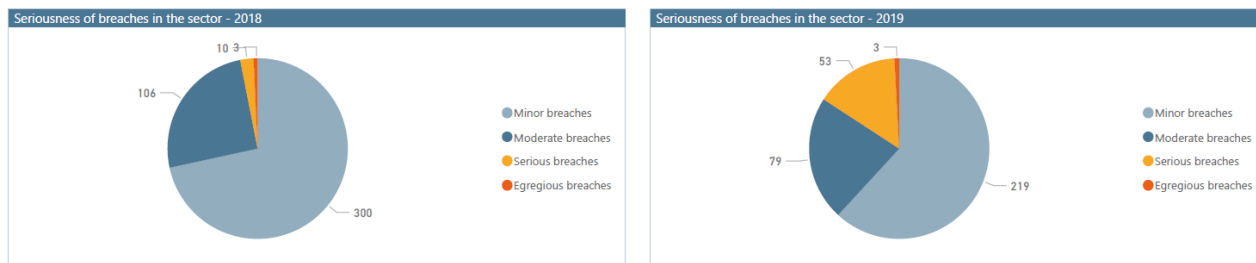 Seriousness of breaches in the sector - 2018
10 3
106
300
Minor breaches
Moderate breaches
Serious breaches
Egregious breaches
Seriousness of breaches in the sector - 2019
3
53
79
219
Minor breaches
Moderate breaches
Serious breaches
Egregious breaches